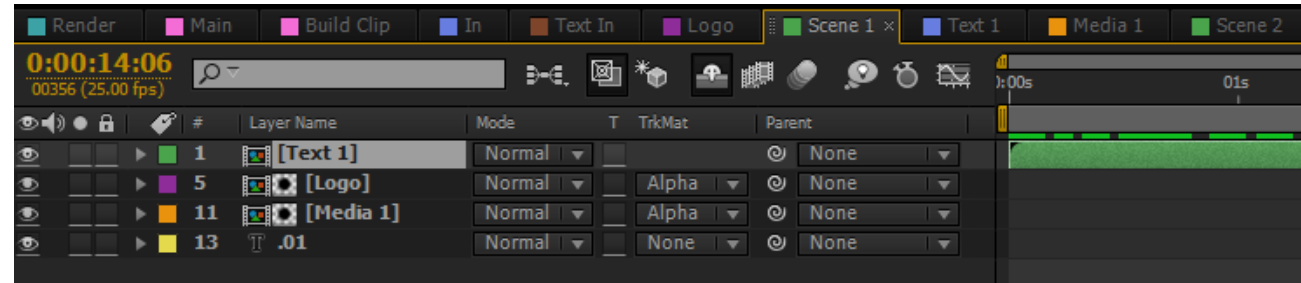 Render Main Build Clip In Text In Logo Scene 1 × Text 1 Media 1 Scene 2
0:00:14:06
00356 (25.00 fps)
):00s 01s
# Layer Name Mode T TrkMat Parent
1 [Text 1] Normal None
5 [Logo] Normal Alpha None
11 [Media 1] Normal Alpha None
13 T .01 Normal None None